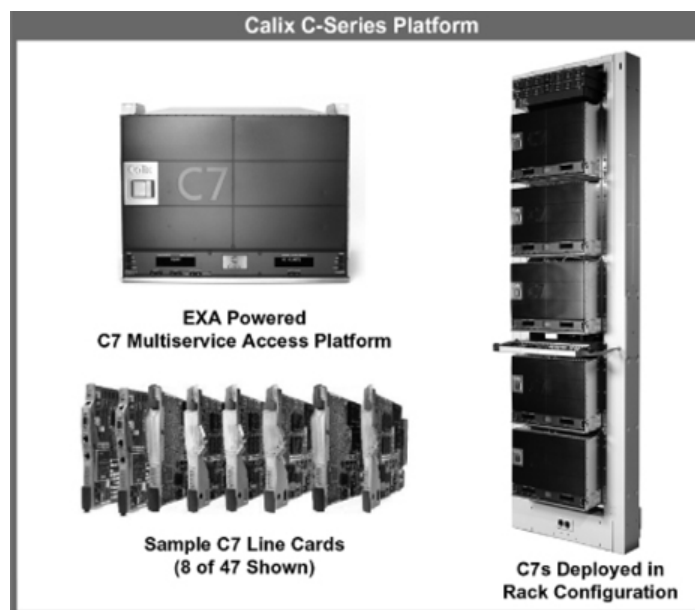 Calix C-Series Platform
Calix
C7
EXA Powered
C7 Multiservice Access Platform
Sample C7 Line Cards
(8 of 47 Shown)
C7s Deployed in
Rack Configuration